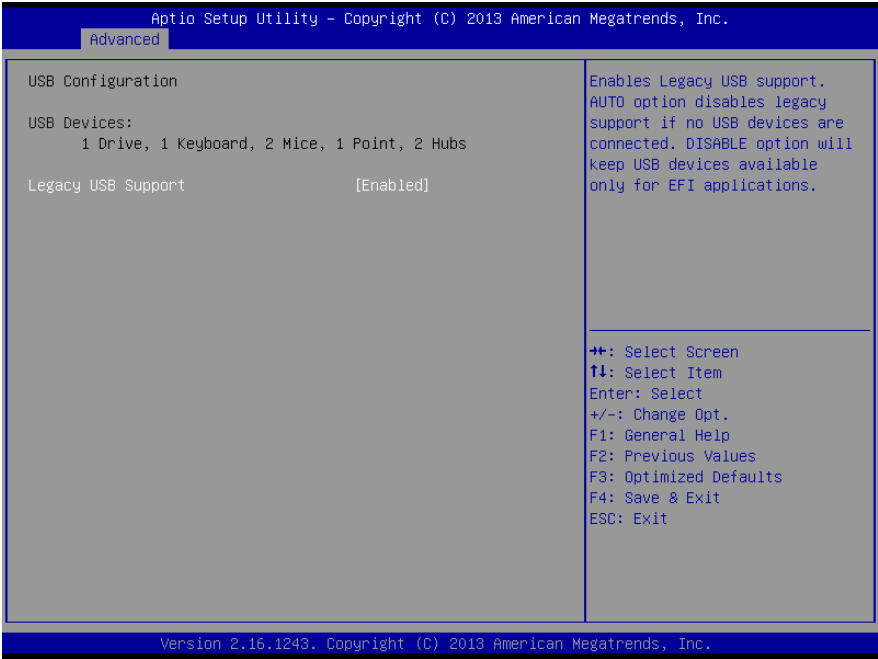 Aptio Setup Utility – Copyright (C) 2013 American Megatrends, Inc.
Advanced
USB Configuration
USB Devices:
1 Drive, 1 Keyboard, 2 Mice, 1 Point, 2 Hubs
Legacy USB Support [Enabled]
Enables Legacy USB support.
AUTO option disables legacy
support if no USB devices are
connected. DISABLE option will
keep USB devices available
only for EFI applications.
→←: Select Screen
↑↓: Select Item
Enter: Select
+/-: Change Opt.
F1: General Help
F2: Previous Values
F3: Optimized Defaults
F4: Save & Exit
ESC: Exit
Version 2.16.1243. Copyright (C) 2013 American Megatrends, Inc.